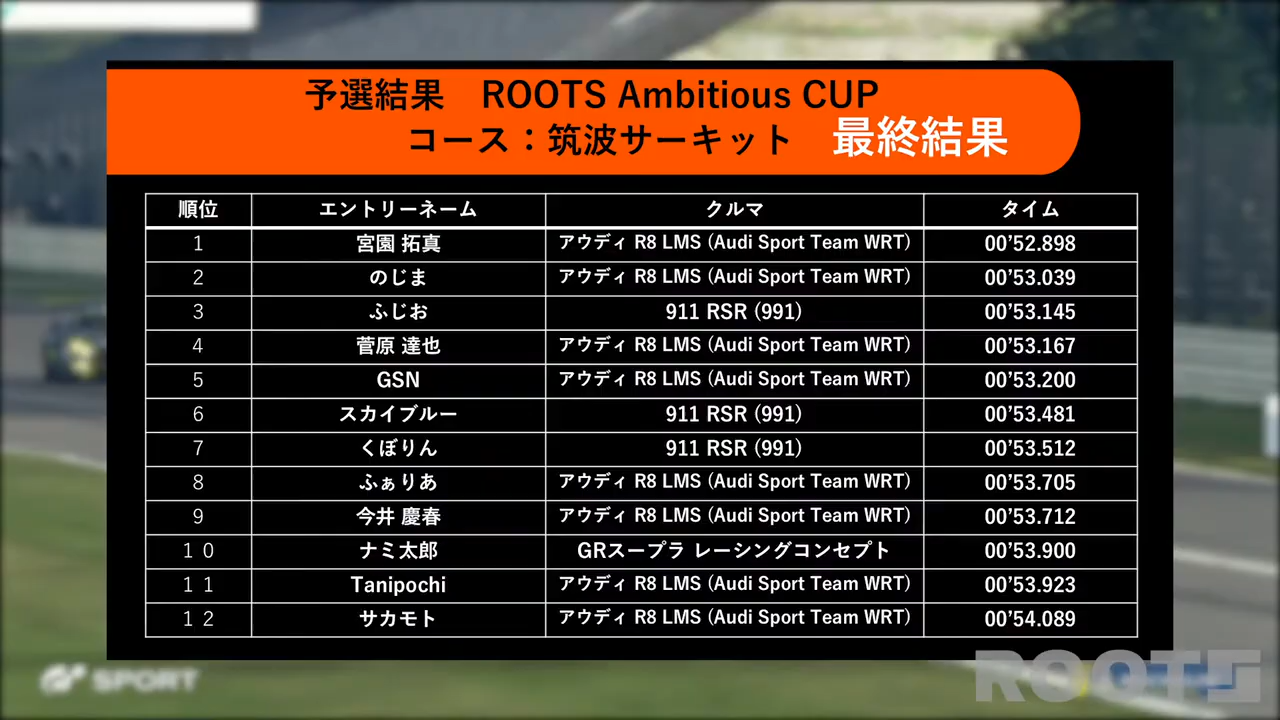 予選結果　ROOTS Ambitious CUP
コース：筑波サーキット　最終結果
順位 エントリーネーム クルマ タイム
1 宮園 拓真 アウディ R8 LMS (Audi Sport Team WRT) 00’52.898
2 のじま アウディ R8 LMS (Audi Sport Team WRT) 00’53.039
3 ふじお 911 RSR (991) 00’53.145
4 菅原 達也 アウディ R8 LMS (Audi Sport Team WRT) 00’53.167
5 GSN アウディ R8 LMS (Audi Sport Team WRT) 00’53.200
6 スカイブルー 911 RSR (991) 00’53.481
7 くぼりん 911 RSR (991) 00’53.512
8 ふぁりあ アウディ R8 LMS (Audi Sport Team WRT) 00’53.705
9 今井 慶春 アウディ R8 LMS (Audi Sport Team WRT) 00’53.712
１０ ナミ太郎 GRスープラ レーシングコンセプト 00’53.900
１１ Tanipochi アウディ R8 LMS (Audi Sport Team WRT) 00’53.923
１２ サカモト アウディ R8 LMS (Audi Sport Team WRT) 00’54.089
GT SPORT
ROOTS